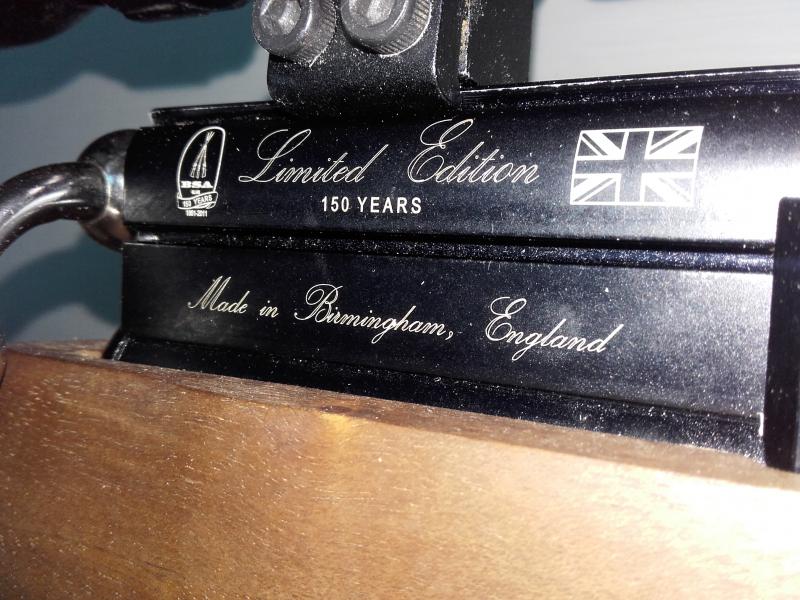 BSA
150 YEARS
1861-2011
Limited Edition
150 YEARS
Made in Birmingham, England